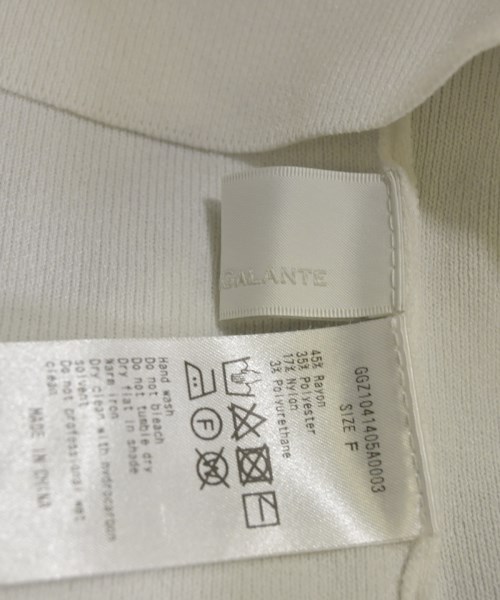 GALANTE
GGZ1041405A0003
SIZE F
45% Rayon
35% Polyester
17% Nylon
3% Polyurethane
Hand wash
Do not bleach
Do not tumble dry
Dry flat in shade
Warm iron
Dry clean with hydrocarbon
solvent
Do not professional wet
clean
MADE IN CHINA